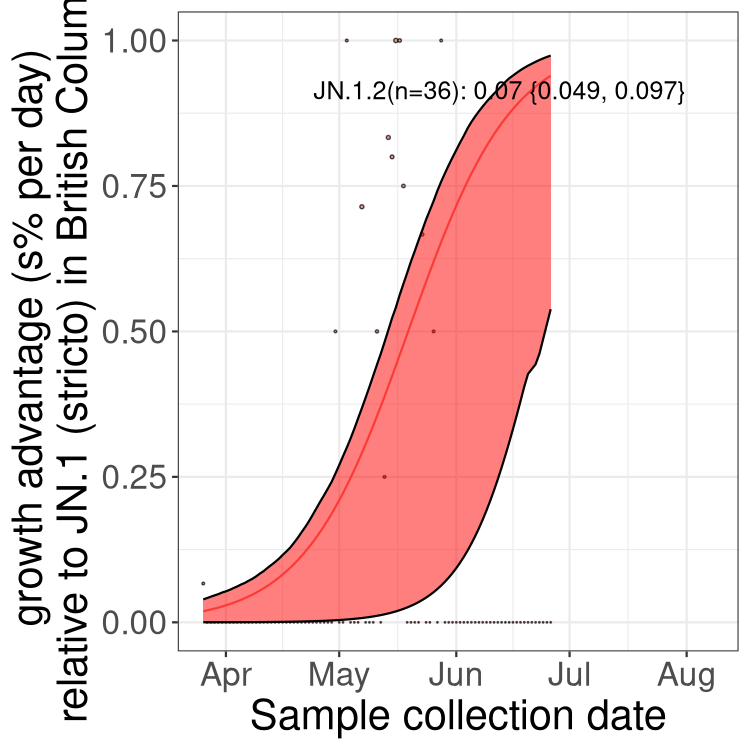 growth advantage (s% per day)
relative to JN.1 (stricto) in British Colum
1.00
0.75
0.50
0.25
0.00
JN.1.2(n=36): 0.07 {0.049, 0.097}
Apr May Jun Jul Aug
Sample collection date